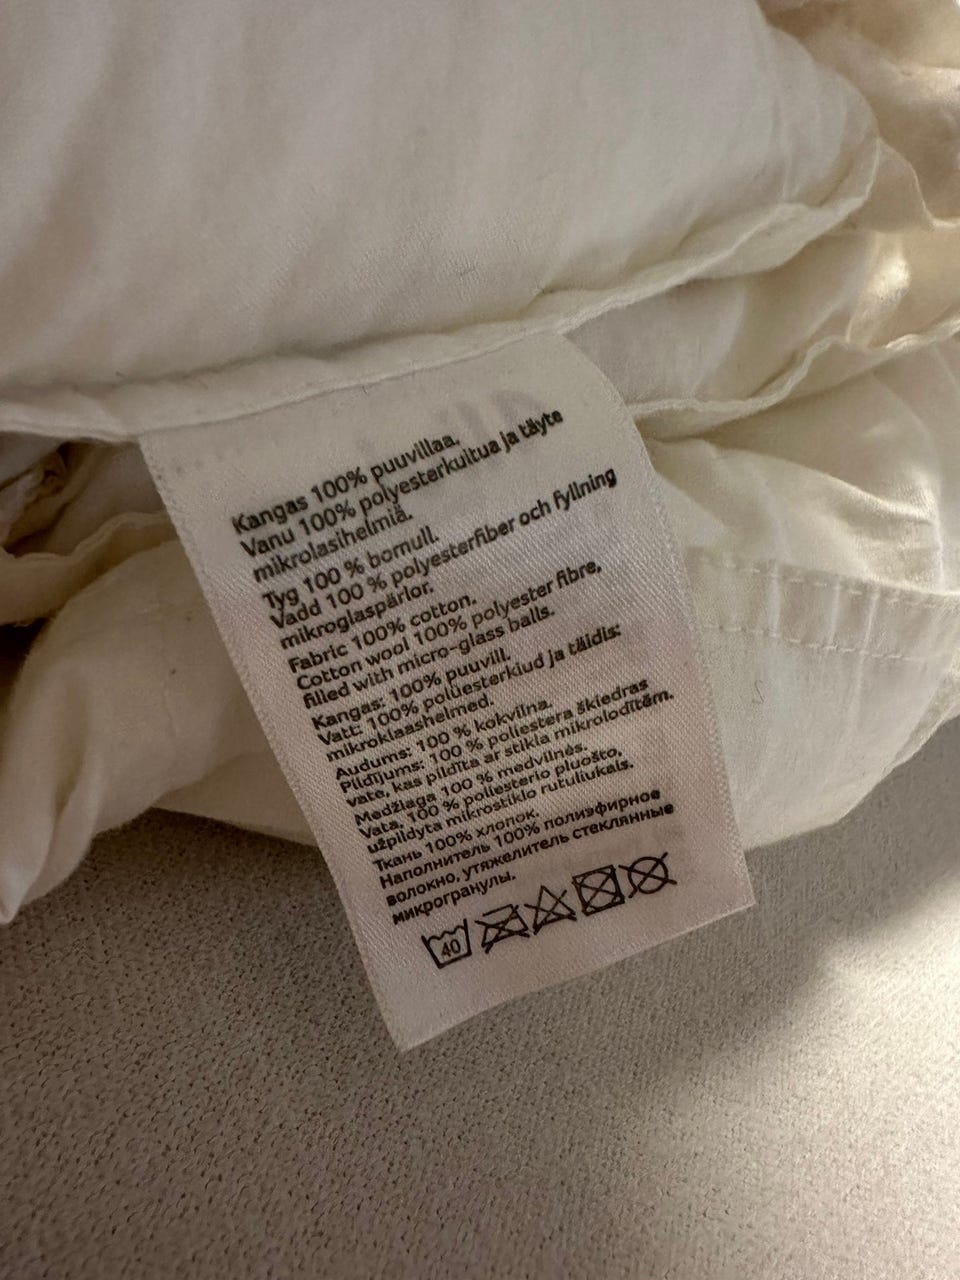 Kangas 100% puuvillaa.
Vanu 100% polyesterkuitua ja täyte
mikrolasihelmiä.
Tyg 100 % bomull.
Vadd 100 % polyesterfiber och fyllning
mikroglaspärlor.
Fabric 100% cotton.
Cotton wool 100% polyester fibre,
filled with micro-glass balls.
Kangas: 100% puuvill.
Vatt: 100% polüesterkiud ja täidis:
mikroklaashelmed.
Audums: 100 % kokvilna.
Pildījums: 100 % poliestera šķiedras
vate, kas pildīta ar stikla mikrolodītēm.
Medžiaga 100 % medvilnės.
Vata, 100 % poliesterio pluošto,
užpildyta mikrostiklo rutuliukais.
Ткань 100% хлопок.
Наполнитель 100% полиэфирное
волокно, утяжелитель стеклянные
микрогранулы.
40